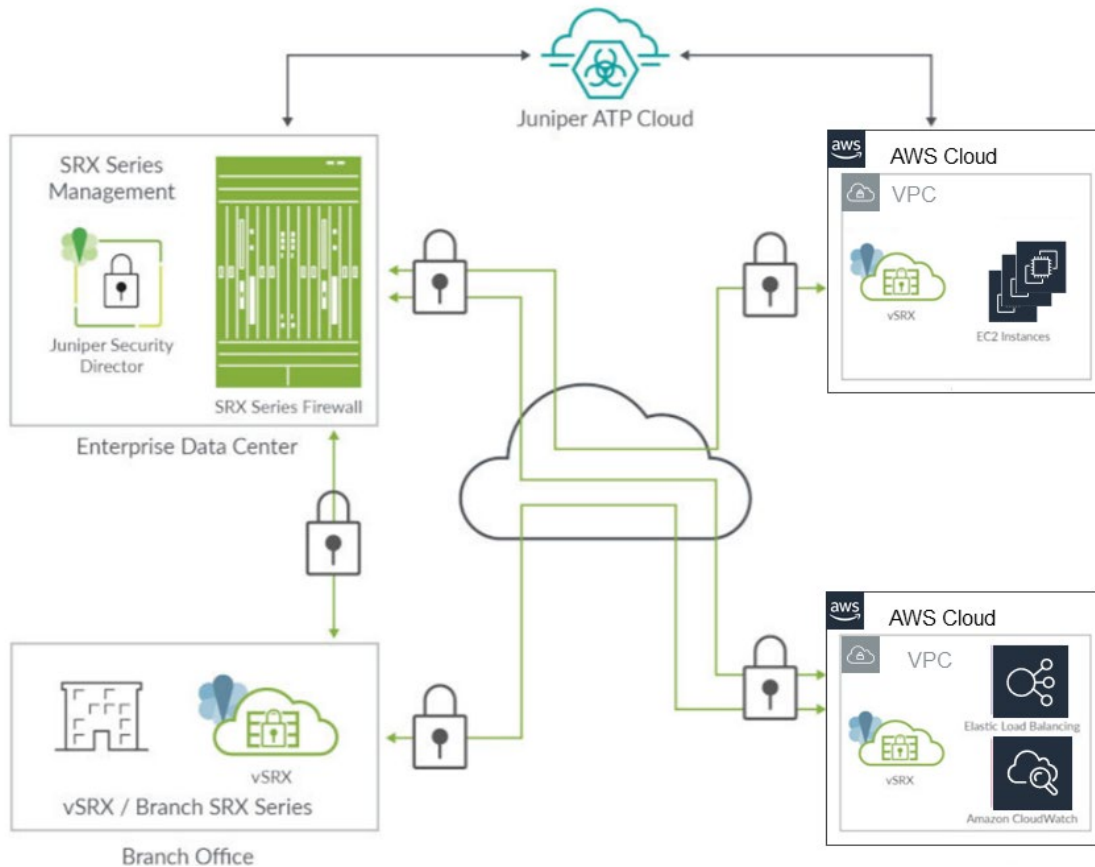 Juniper ATP Cloud
SRX Series
Management
Juniper Security
Director
SRX Series Firewall
Enterprise Data Center
aws
AWS Cloud
VPC
vSRX
EC2 Instances
vSRX
vSRX / Branch SRX Series
Branch Office
aws
AWS Cloud
VPC
Elastic Load Balancing
vSRX
Amazon CloudWatch